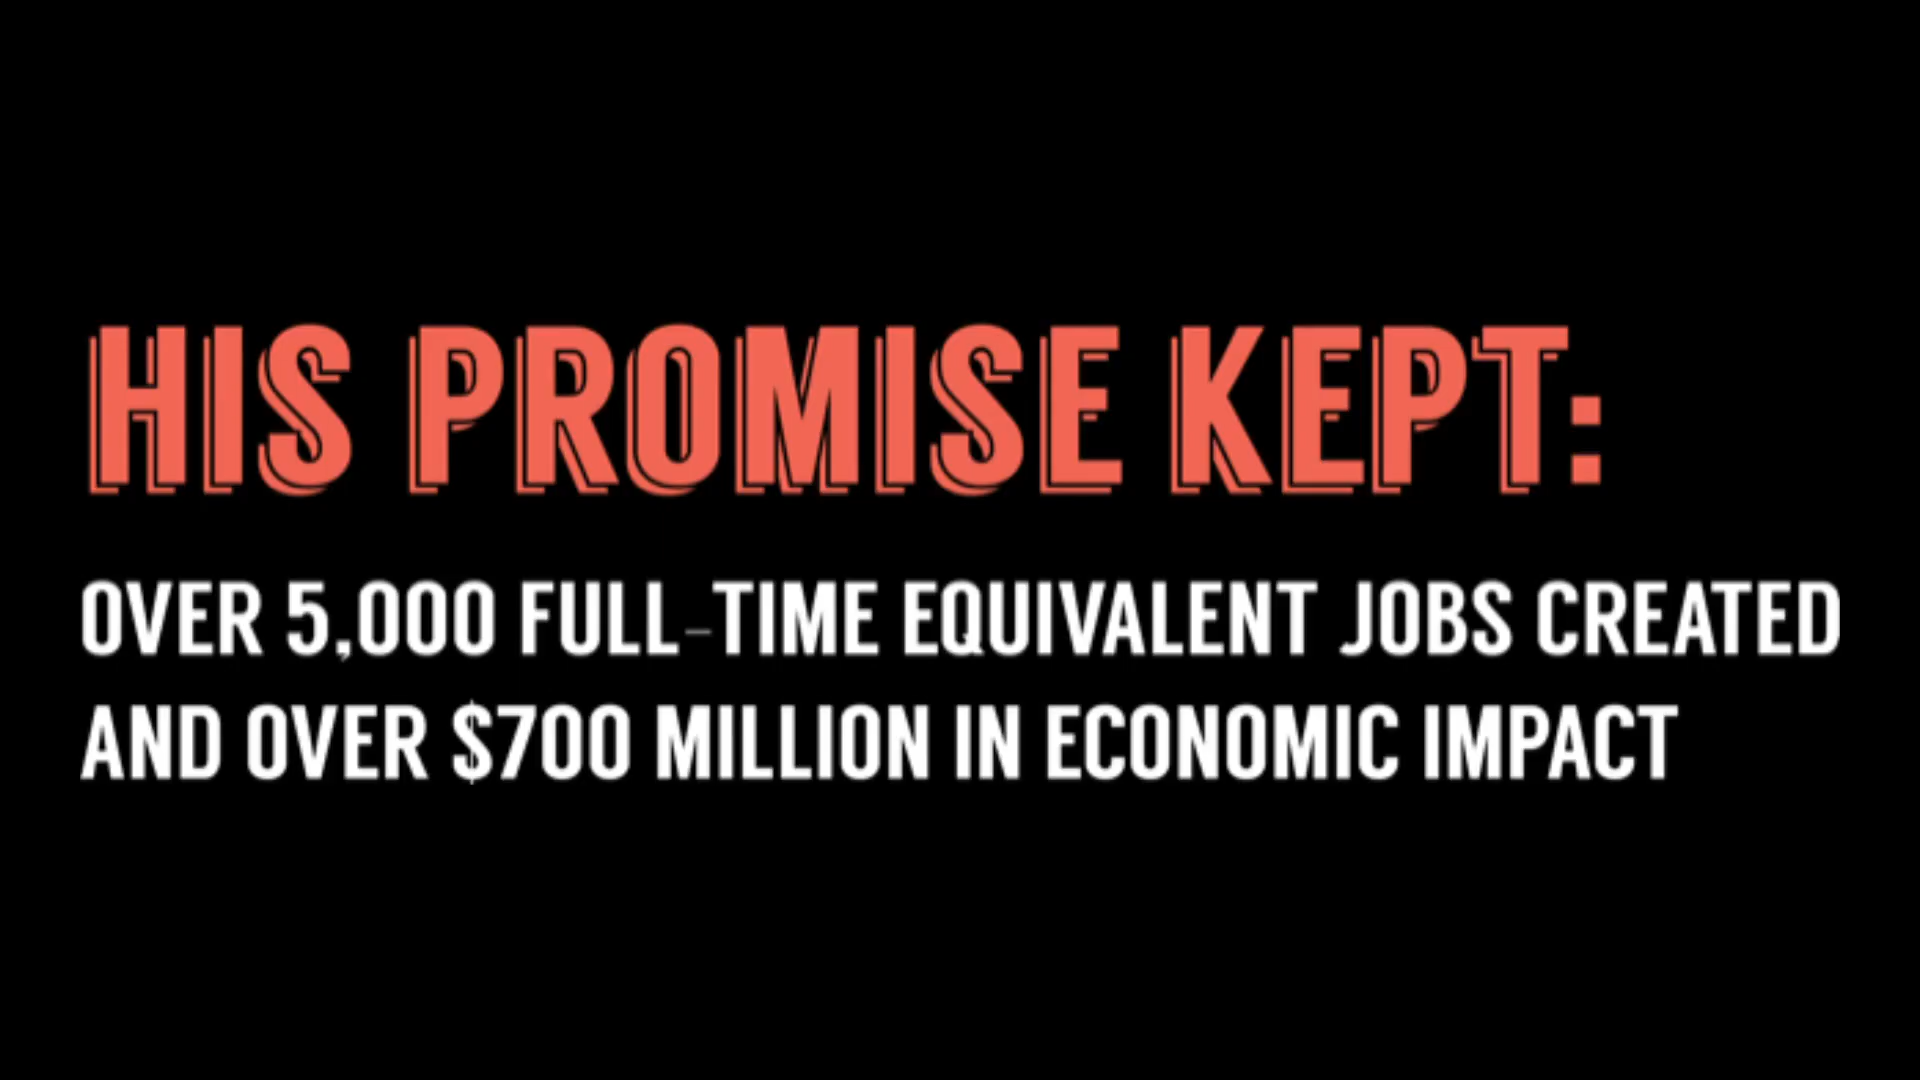 HIS PROMISE KEPT:
OVER 5,000 FULL-TIME EQUIVALENT JOBS CREATED
AND OVER $700 MILLION IN ECONOMIC IMPACT